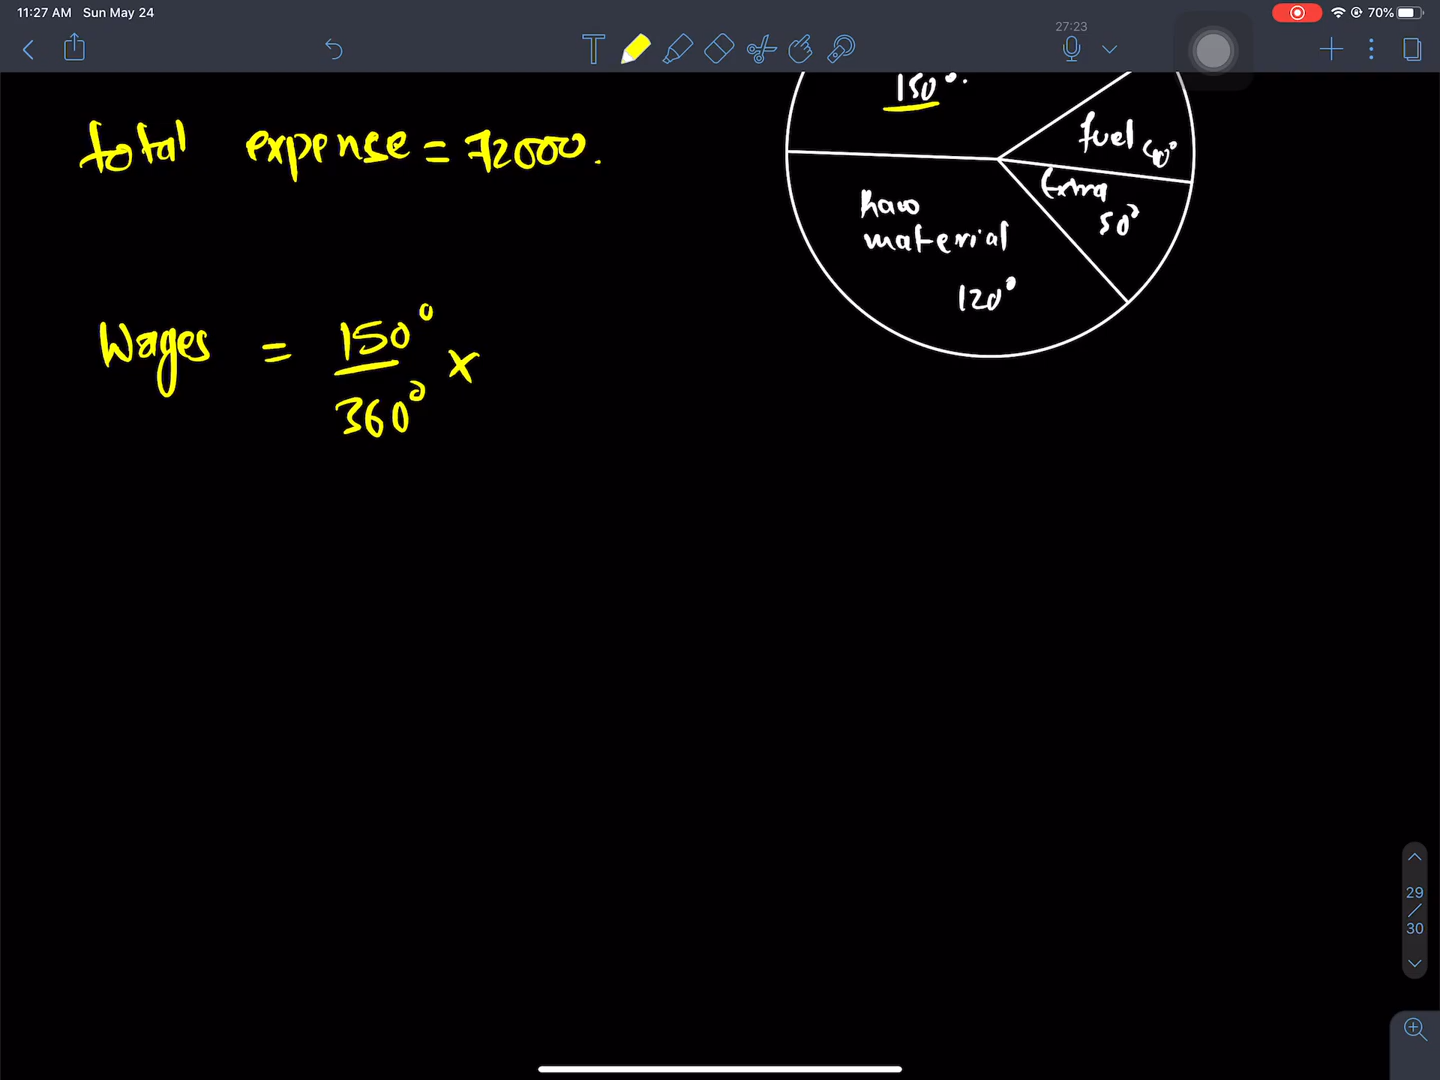 11:27 AM Sun May 24
70%
27:23
T
150°.
total expense = 72000.
fuel 40°
Extra
50°
Raw
material
120°
Wages = 150° ×
360°
29
/
30